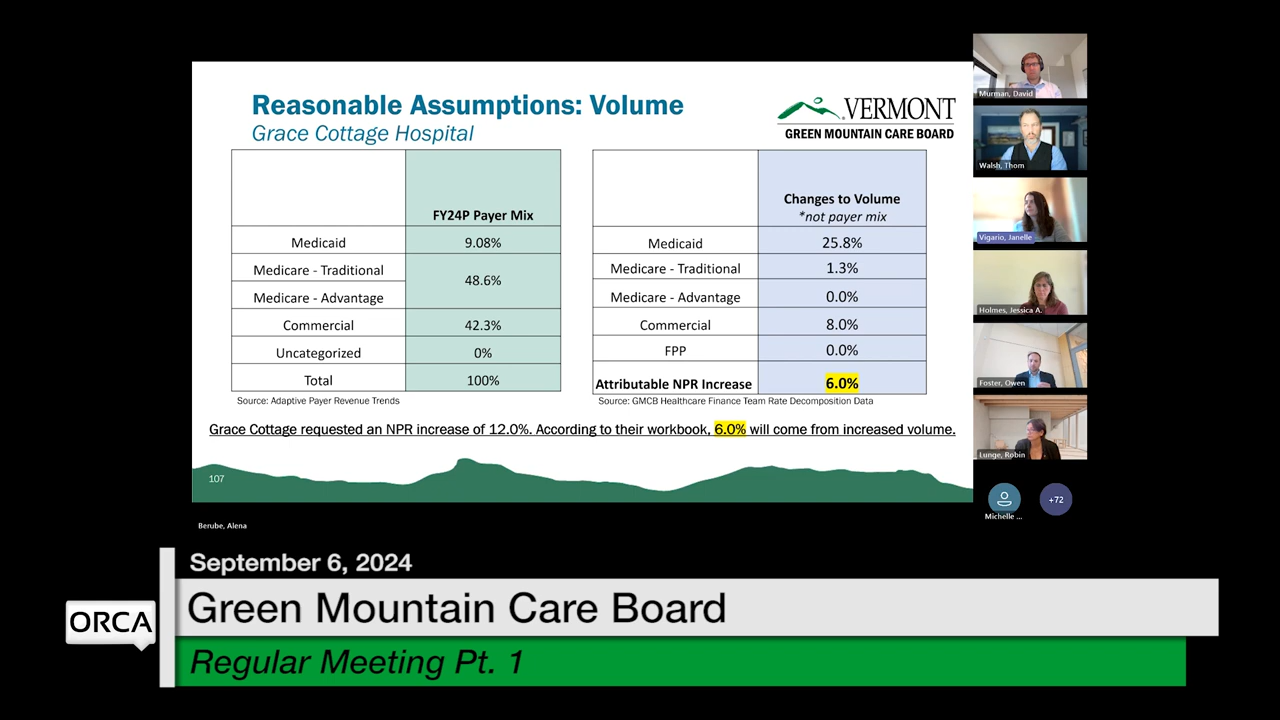 Reasonable Assumptions: Volume
Grace Cottage Hospital
VERMONT
GREEN MOUNTAIN CARE BOARD
FY24P Payer Mix
Medicaid 9.08%
Medicare - Traditional
48.6%
Medicare - Advantage
Commercial 42.3%
Uncategorized 0%
Total 100%
Source: Adaptive Payer Revenue Trends
Changes to Volume
*not payer mix
Medicaid 25.8%
Medicare - Traditional 1.3%
Medicare - Advantage 0.0%
Commercial 8.0%
FPP 0.0%
Attributable NPR Increase 6.0%
Source: GMCB Healthcare Finance Team Rate Decomposition Data
Grace Cottage requested an NPR increase of 12.0%. According to their workbook, 6.0% will come from increased volume.
107
Murman, David
Walsh, Thom
Vigario, Janelle
Holmes, Jessica A.
Foster, Owen
Lunge, Robin
Michelle ...
+72
Berube, Alena
September 6, 2024
ORCA
Green Mountain Care Board
Regular Meeting Pt. 1